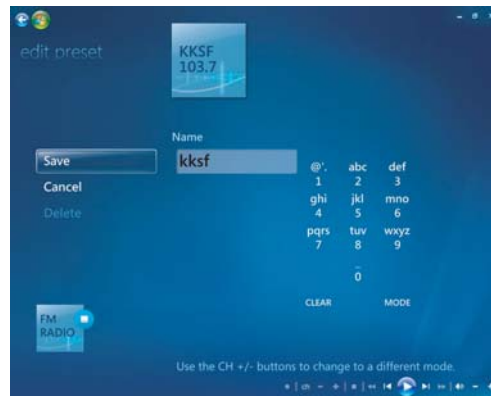 edit preset
KKSF
103.7
Name
kksf
Save
Cancel
Delete
@'. abc def
1 2 3
ghi jkl mno
4 5 6
pqrs tuv wxyz
7 8 9
_
0
CLEAR MODE
FM
RADIO
Use the CH +/- buttons to change to a different mode.
ch - +